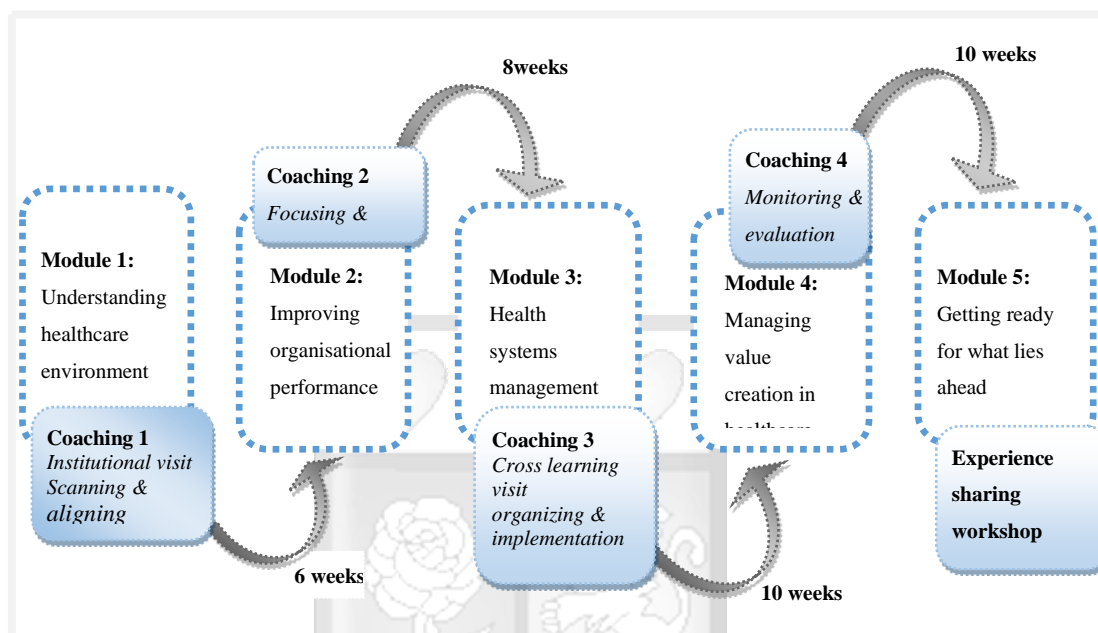 8weeks
10 weeks
Coaching 2
Focusing &
Coaching 4
Monitoring &
evaluation
Module 1:
Understanding
healthcare
environment
Module 2:
Improving
organisational
performance
Module 3:
Health
systems
management
Module 4:
Managing
value
creation in
Module 5:
Getting ready
for what lies
ahead
Coaching 1
Institutional visit
Scanning &
aligning
Coaching 3
Cross learning
visit
organizing &
implementation
Experience
sharing
workshop
6 weeks
10 weeks